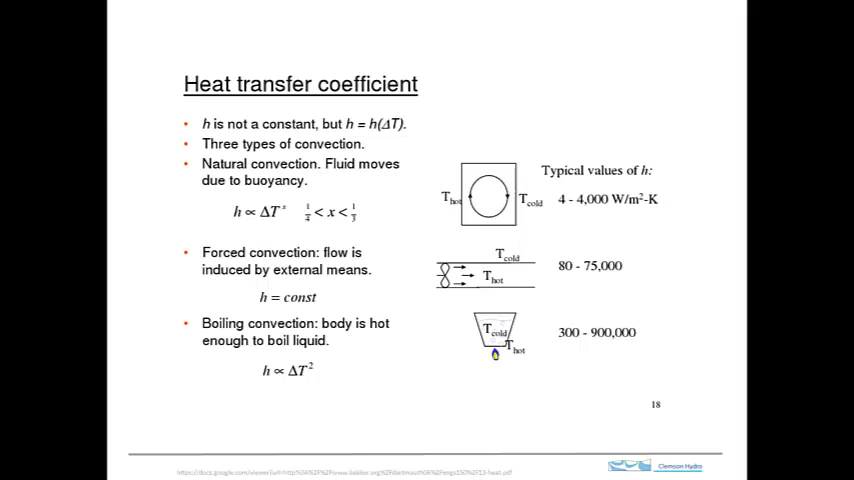 Heat transfer coefficient
• h is not a constant, but h = h(ΔT).
• Three types of convection.
• Natural convection. Fluid moves
due to buoyancy.
h ∝ ΔT^x 1/4 < x < 1/3
• Forced convection: flow is
induced by external means.
h = const
• Boiling convection: body is hot
enough to boil liquid.
h ∝ ΔT²
Typical values of h:
T_hot T_cold 4 - 4,000 W/m²-K
T_cold
T_hot 80 - 75,000
T_cold
T_hot 300 - 900,000
18
Clemson Hydro